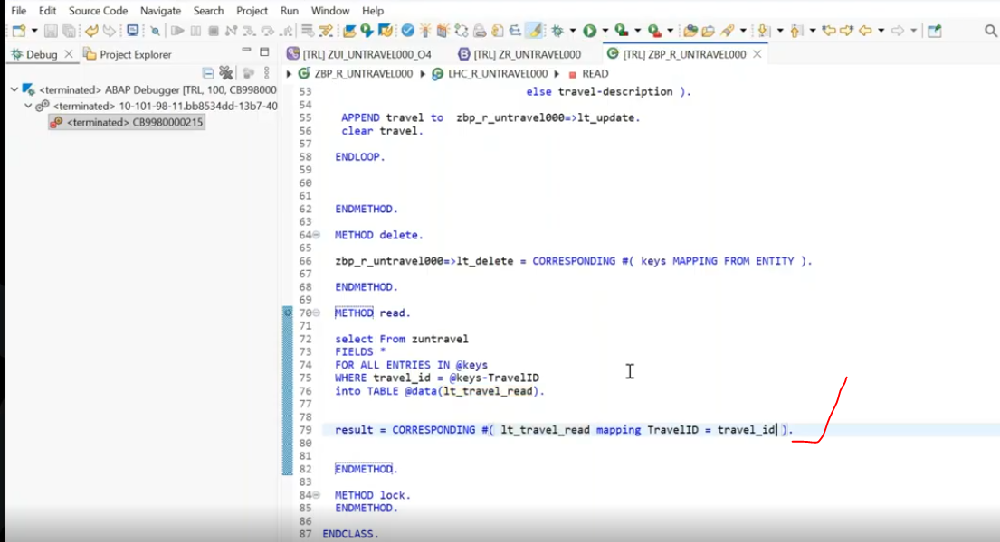 File Edit Source Code Navigate Search Project Run Window Help
Debug Project Explorer
[TRL] ZUI_UNTRAVEL000_O4 [TRL] ZR_UNTRAVEL000 [TRL] ZBP_R_UNTRAVEL000
ZBP_R_UNTRAVEL000 LHC_R_UNTRAVEL000 READ
<terminated> ABAP Debugger [TRL, 100, CB998000
<terminated> 10-101-98-11.bb8534dd-13b7-40
<terminated> CB9980000215
53 else travel-description ).
54
55 APPEND travel to zbp_r_untravel000=>lt_update.
56 clear travel.
57
58 ENDLOOP.
59
60
61
62 ENDMETHOD.
63
64 METHOD delete.
65
66 zbp_r_untravel000=>lt_delete = CORRESPONDING #( keys MAPPING FROM ENTITY ).
67
68 ENDMETHOD.
69
70 METHOD read.
71
72 select From zuntravel
73 FIELDS *
74 FOR ALL ENTRIES IN @keys
75 WHERE travel_id = @keys-TravelID
76 into TABLE @data(lt_travel_read).
77
78
79 result = CORRESPONDING #( lt_travel_read mapping TravelID = travel_id ).
80
81
82 ENDMETHOD.
83
84 METHOD lock.
85 ENDMETHOD.
86
87 ENDCLASS.